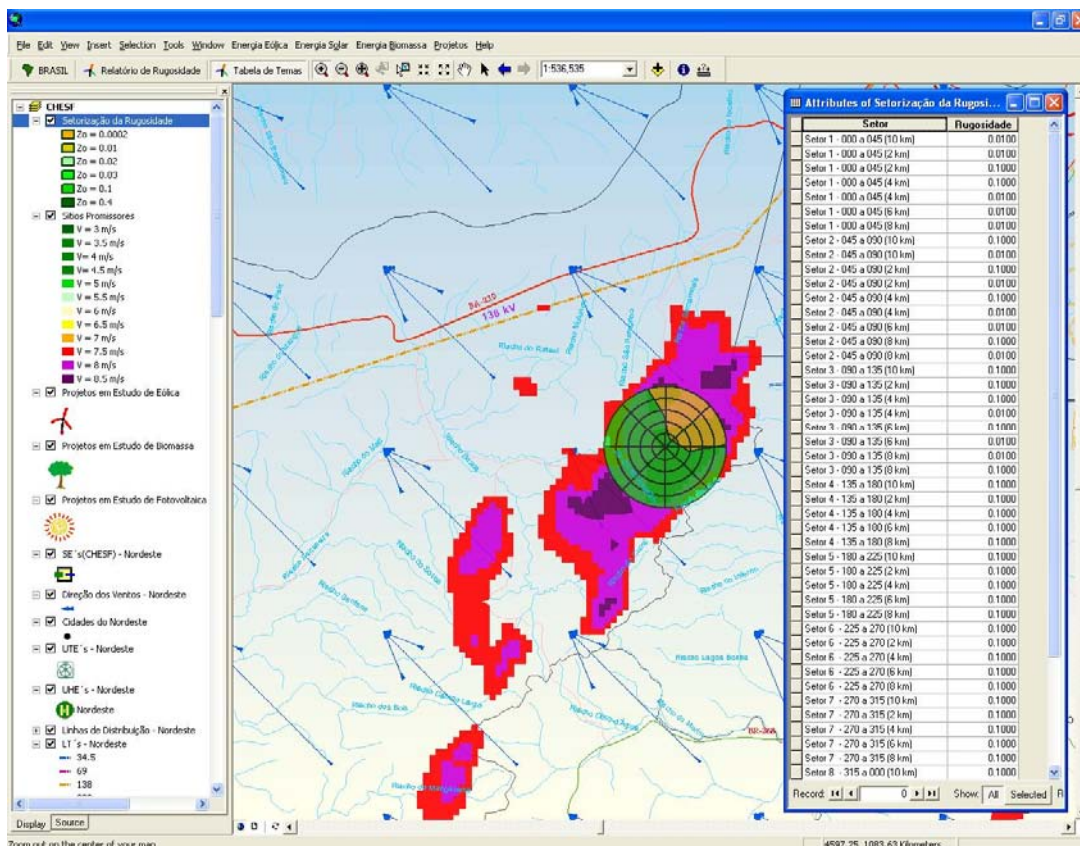 File Edit View Insert Selection Tools Window Energia Eólica Energia Solar Energia Biomassa Projetos Help
BRASIL Relatório de Rugosidade Tabela de Temas 1:536,535
CHESF
Setorização da Rugosidade
Zo = 0.0002
Zo = 0.01
Zo = 0.02
Zo = 0.03
Zo = 0.1
Zo = 0.4
Sítios Promissores
V = 3 m/s
V = 3.5 m/s
V = 4 m/s
V = 4.5 m/s
V = 5 m/s
V = 5.5 m/s
V = 6 m/s
V = 6.5 m/s
V = 7 m/s
V = 7.5 m/s
V = 8 m/s
V = 8.5 m/s
Projetos em Estudo de Eólica
Projetos em Estudo de Biomassa
Projetos em Estudo de Fotovoltaica
SE´s(CHESF) - Nordeste
Direção dos Ventos - Nordeste
Cidades do Nordeste
UTE´s - Nordeste
UHE´s - Nordeste
Nordeste
Linhas de Distribuição - Nordeste
LT´s - Nordeste
34.5
69
138
Display Source
138 kV
Riacho do Rafael
Riacho do Mato
Riacho Santana
Riacho Lagoa Bonita
Riacho do Inferno
Riacho dos Bois
Attributes of Setorização da Rugosi...
Setor Rugosidade
Setor 1 - 000 a 045 (10 km) 0.0100
Setor 1 - 000 a 045 (2 km) 0.0100
Setor 1 - 000 a 045 (2 km) 0.1000
Setor 1 - 000 a 045 (4 km) 0.1000
Setor 1 - 000 a 045 (4 km) 0.0100
Setor 1 - 000 a 045 (6 km) 0.0100
Setor 1 - 000 a 045 (8 km) 0.0100
Setor 2 - 045 a 090 (10 km) 0.1000
Setor 2 - 045 a 090 (10 km) 0.0100
Setor 2 - 045 a 090 (2 km) 0.1000
Setor 2 - 045 a 090 (2 km) 0.0100
Setor 2 - 045 a 090 (4 km) 0.1000
Setor 2 - 045 a 090 (4 km) 0.0100
Setor 2 - 045 a 090 (6 km) 0.0100
Setor 2 - 045 a 090 (8 km) 0.1000
Setor 2 - 045 a 090 (8 km) 0.0100
Setor 3 - 090 a 135 (10 km) 0.1000
Setor 3 - 090 a 135 (2 km) 0.1000
Setor 3 - 090 a 135 (4 km) 0.1000
Setor 3 - 090 a 135 (4 km) 0.0100
Setor 3 - 090 a 135 (6 km) 0.1000
Setor 3 - 090 a 135 (6 km) 0.0100
Setor 3 - 090 a 135 (8 km) 0.0100
Setor 3 - 090 a 135 (8 km) 0.1000
Setor 4 - 135 a 180 (10 km) 0.1000
Setor 4 - 135 a 180 (2 km) 0.1000
Setor 4 - 135 a 180 (4 km) 0.1000
Setor 4 - 135 a 180 (6 km) 0.1000
Setor 4 - 135 a 180 (8 km) 0.1000
Setor 5 - 180 a 225 (10 km) 0.1000
Setor 5 - 180 a 225 (2 km) 0.1000
Setor 5 - 180 a 225 (4 km) 0.1000
Setor 5 - 180 a 225 (6 km) 0.1000
Setor 5 - 180 a 225 (8 km) 0.1000
Setor 6 - 225 a 270 (10 km) 0.1000
Setor 6 - 225 a 270 (2 km) 0.1000
Setor 6 - 225 a 270 (4 km) 0.1000
Setor 6 - 225 a 270 (6 km) 0.1000
Setor 6 - 225 a 270 (8 km) 0.1000
Setor 7 - 270 a 315 (10 km) 0.1000
Setor 7 - 270 a 315 (2 km) 0.1000
Setor 7 - 270 a 315 (4 km) 0.1000
Setor 7 - 270 a 315 (6 km) 0.1000
Setor 7 - 270 a 315 (8 km) 0.1000
Setor 8 - 315 a 000 (10 km) 0.1000
Record: 0 Show: All Selected R
Zoom out on the center of your map
4597.25 1083.63 Kilometers